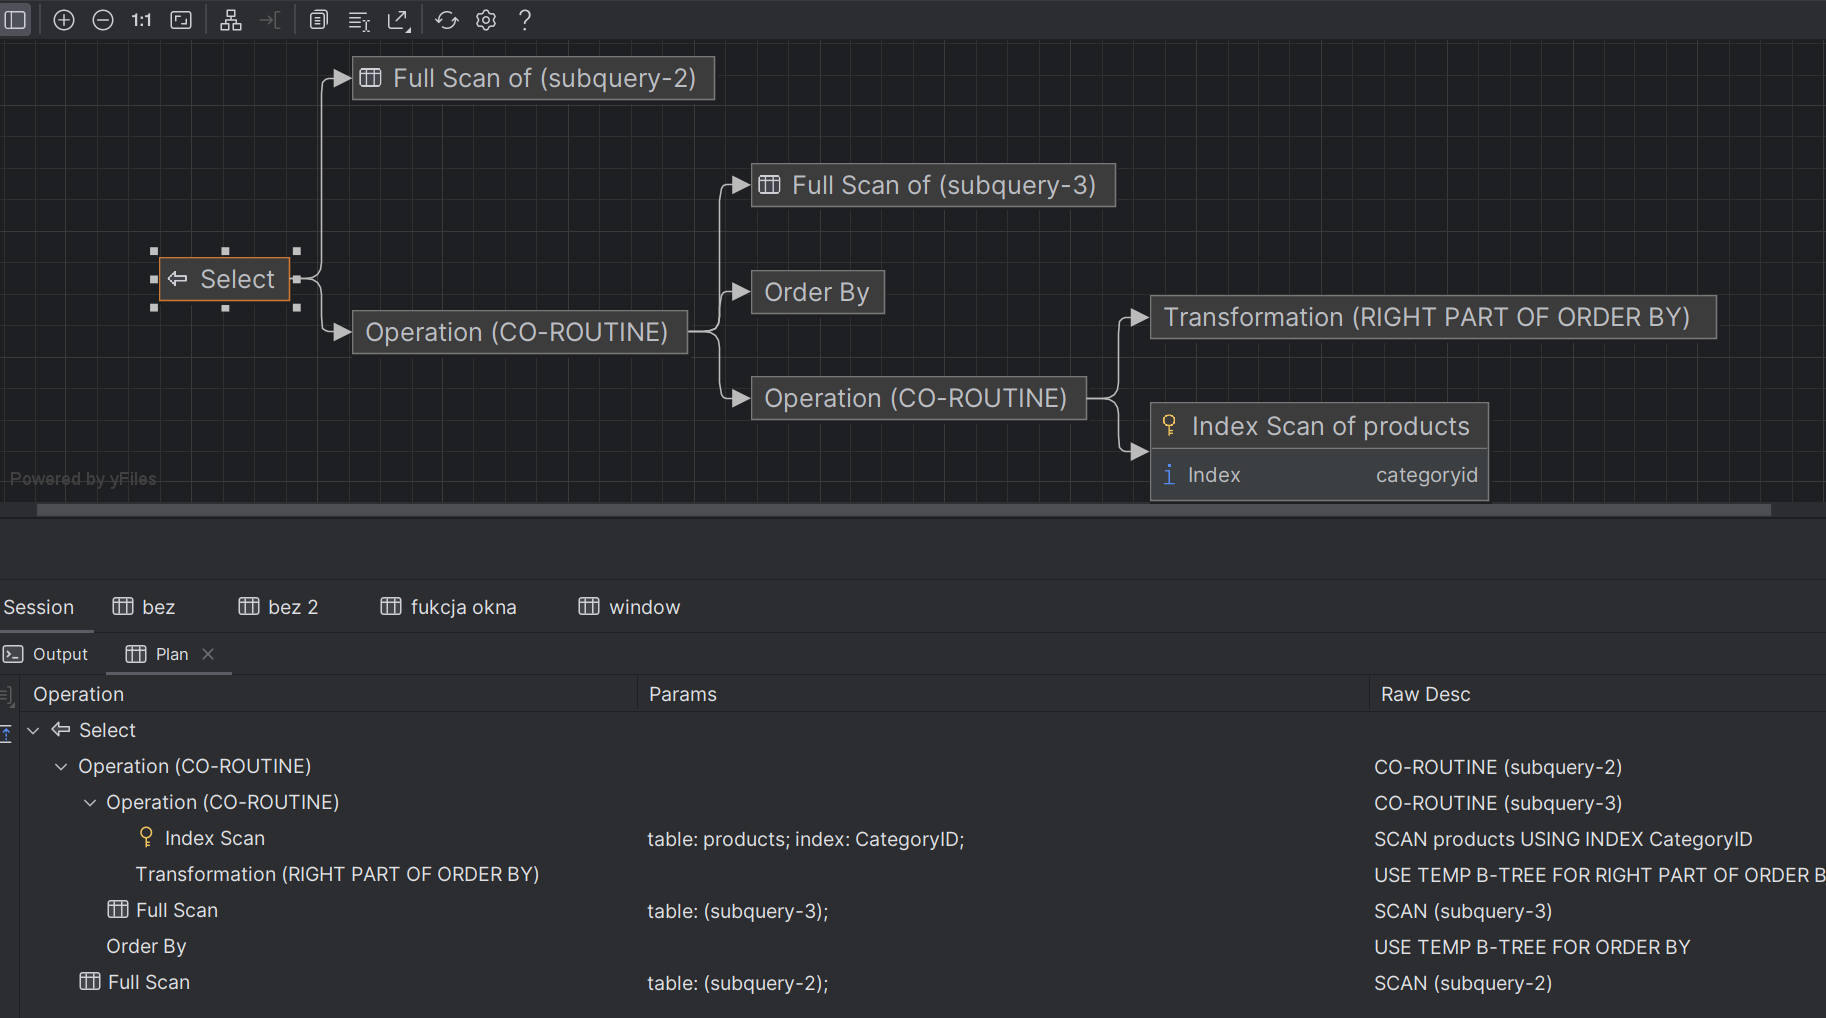 1:1
?
Full Scan of (subquery-2)
Full Scan of (subquery-3)
Select
Order By
Operation (CO-ROUTINE)
Transformation (RIGHT PART OF ORDER BY)
Operation (CO-ROUTINE)
Index Scan of products
i Index categoryid
Powered by yFiles
Session bez bez 2 fukcja okna window
Output Plan
Operation Params Raw Desc
Select
Operation (CO-ROUTINE) CO-ROUTINE (subquery-2)
Operation (CO-ROUTINE) CO-ROUTINE (subquery-3)
Index Scan table: products; index: CategoryID; SCAN products USING INDEX CategoryID
Transformation (RIGHT PART OF ORDER BY) USE TEMP B-TREE FOR RIGHT PART OF ORDER B
Full Scan table: (subquery-3); SCAN (subquery-3)
Order By USE TEMP B-TREE FOR ORDER BY
Full Scan table: (subquery-2); SCAN (subquery-2)